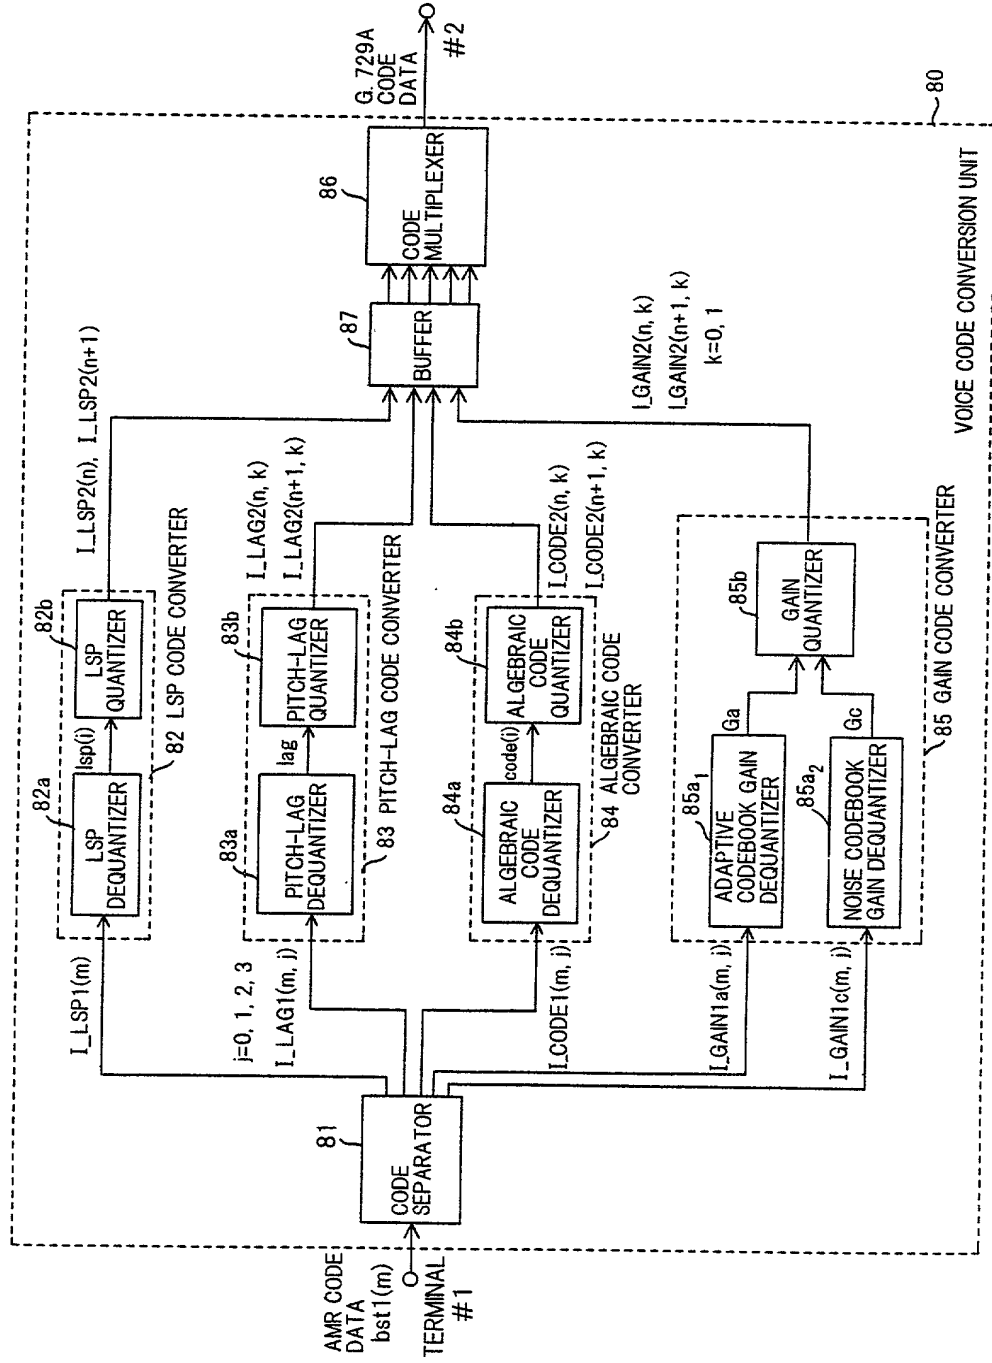 AMR CODE
DATA
bst1(m)
TERMINAL
#1
81
CODE
SEPARATOR
I_LSP1(m)
j=0, 1, 2, 3
I_LAG1(m, j)
I_CODE1(m, j)
I_GAIN1a(m, j)
I_GAIN1c(m, j)
82a
LSP
DEQUANTIZER
lsp(i)
82b
LSP
QUANTIZER
82 LSP CODE CONVERTER
83a
PITCH-LAG
DEQUANTIZER
lag
83b
PITCH-LAG
QUANTIZER
83 PITCH-LAG CODE CONVERTER
84a
ALGEBRAIC
CODE
DEQUANTIZER
code(i)
84b
ALGEBRAIC
CODE
QUANTIZER
84 ALGEBRAIC CODE
CONVERTER
85a1
ADAPTIVE
CODEBOOK GAIN
DEQUANTIZER
Ga
85a2
NOISE CODEBOOK
GAIN DEQUANTIZER
Gc
85b
GAIN
QUANTIZER
85 GAIN CODE CONVERTER
I_LSP2(n), I_LSP2(n+1)
I_LAG2(n, k)
I_LAG2(n+1, k)
I_CODE2(n, k)
I_CODE2(n+1, k)
I_GAIN2(n, k)
I_GAIN2(n+1, k)
k=0, 1
87
BUFFER
86
CODE
MULTIPLEXER
G. 729A
CODE
DATA
#2
80
VOICE CODE CONVERSION UNIT